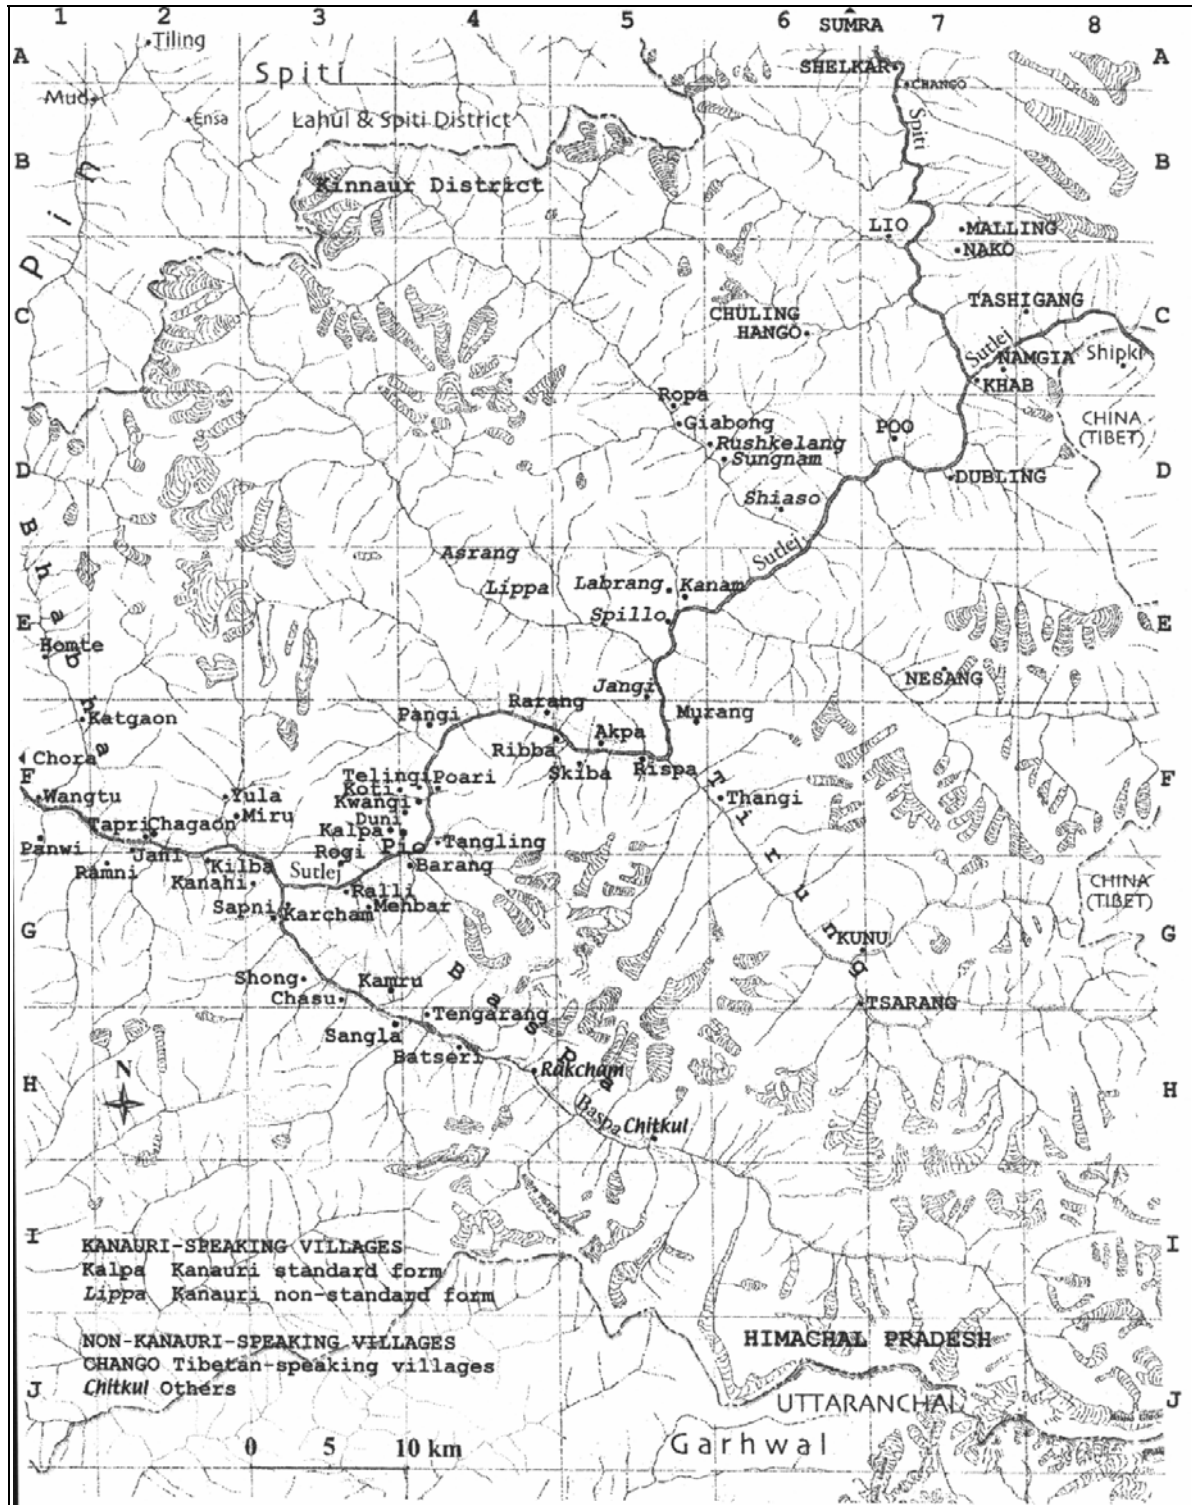 1 2 3 4 5 6 7 8
SUMRA
A A
Tiling
Spiti
SHELKAR
CHANGO
Mud
Ensa
Lahul & Spiti District
Spiti
B B
Kinnaur District
LIO
MALLING
NAKO
Pin
C C
TASHIGANG
CHULING
HANGO
Sutlej
NAMGIA
Shipki
KHAB
Ropa
Giabong
POO
CHINA
(TIBET)
Rushkelang
Sungnam
D D
DUBLING
Shiaso
Bhabha
Asrang
Sutlej
Lippa
Labrang
Kanam
E E
Spillo
Homte
NESANG
Jangi
Katgaon
Rarang
Pangi
Murang
Akpa
Ribba
Chora
F F
Skiba
Rispa
Telingi
Poari
Koti
Wangtu
Yula
Kwangi
Thangi
Tirung
Miru
Duni
Tapri
Chagaon
Kalpa
Panwi
Pio
Tangling
Jani
Rogi
Ramni
Kilba
Sutlej
Barang
Kanahi
Ralli
CHINA
(TIBET)
Sapni
Karcham
Mehbar
G G
KUNU
Baspa
Shong
Kamru
Chasu
TSARANG
Tengarang
Sangla
Batseri
Rakcham
N
H H
Baspa
Chitkul
I I
KANAURI-SPEAKING VILLAGES
Kalpa Kanauri standard form
Lippa Kanauri non-standard form
NON-KANAURI-SPEAKING VILLAGES
HIMACHAL PRADESH
CHANGO Tibetan-speaking villages
Chitkul Others
J J
UTTARANCHAL
Garhwal
0 5 10 km